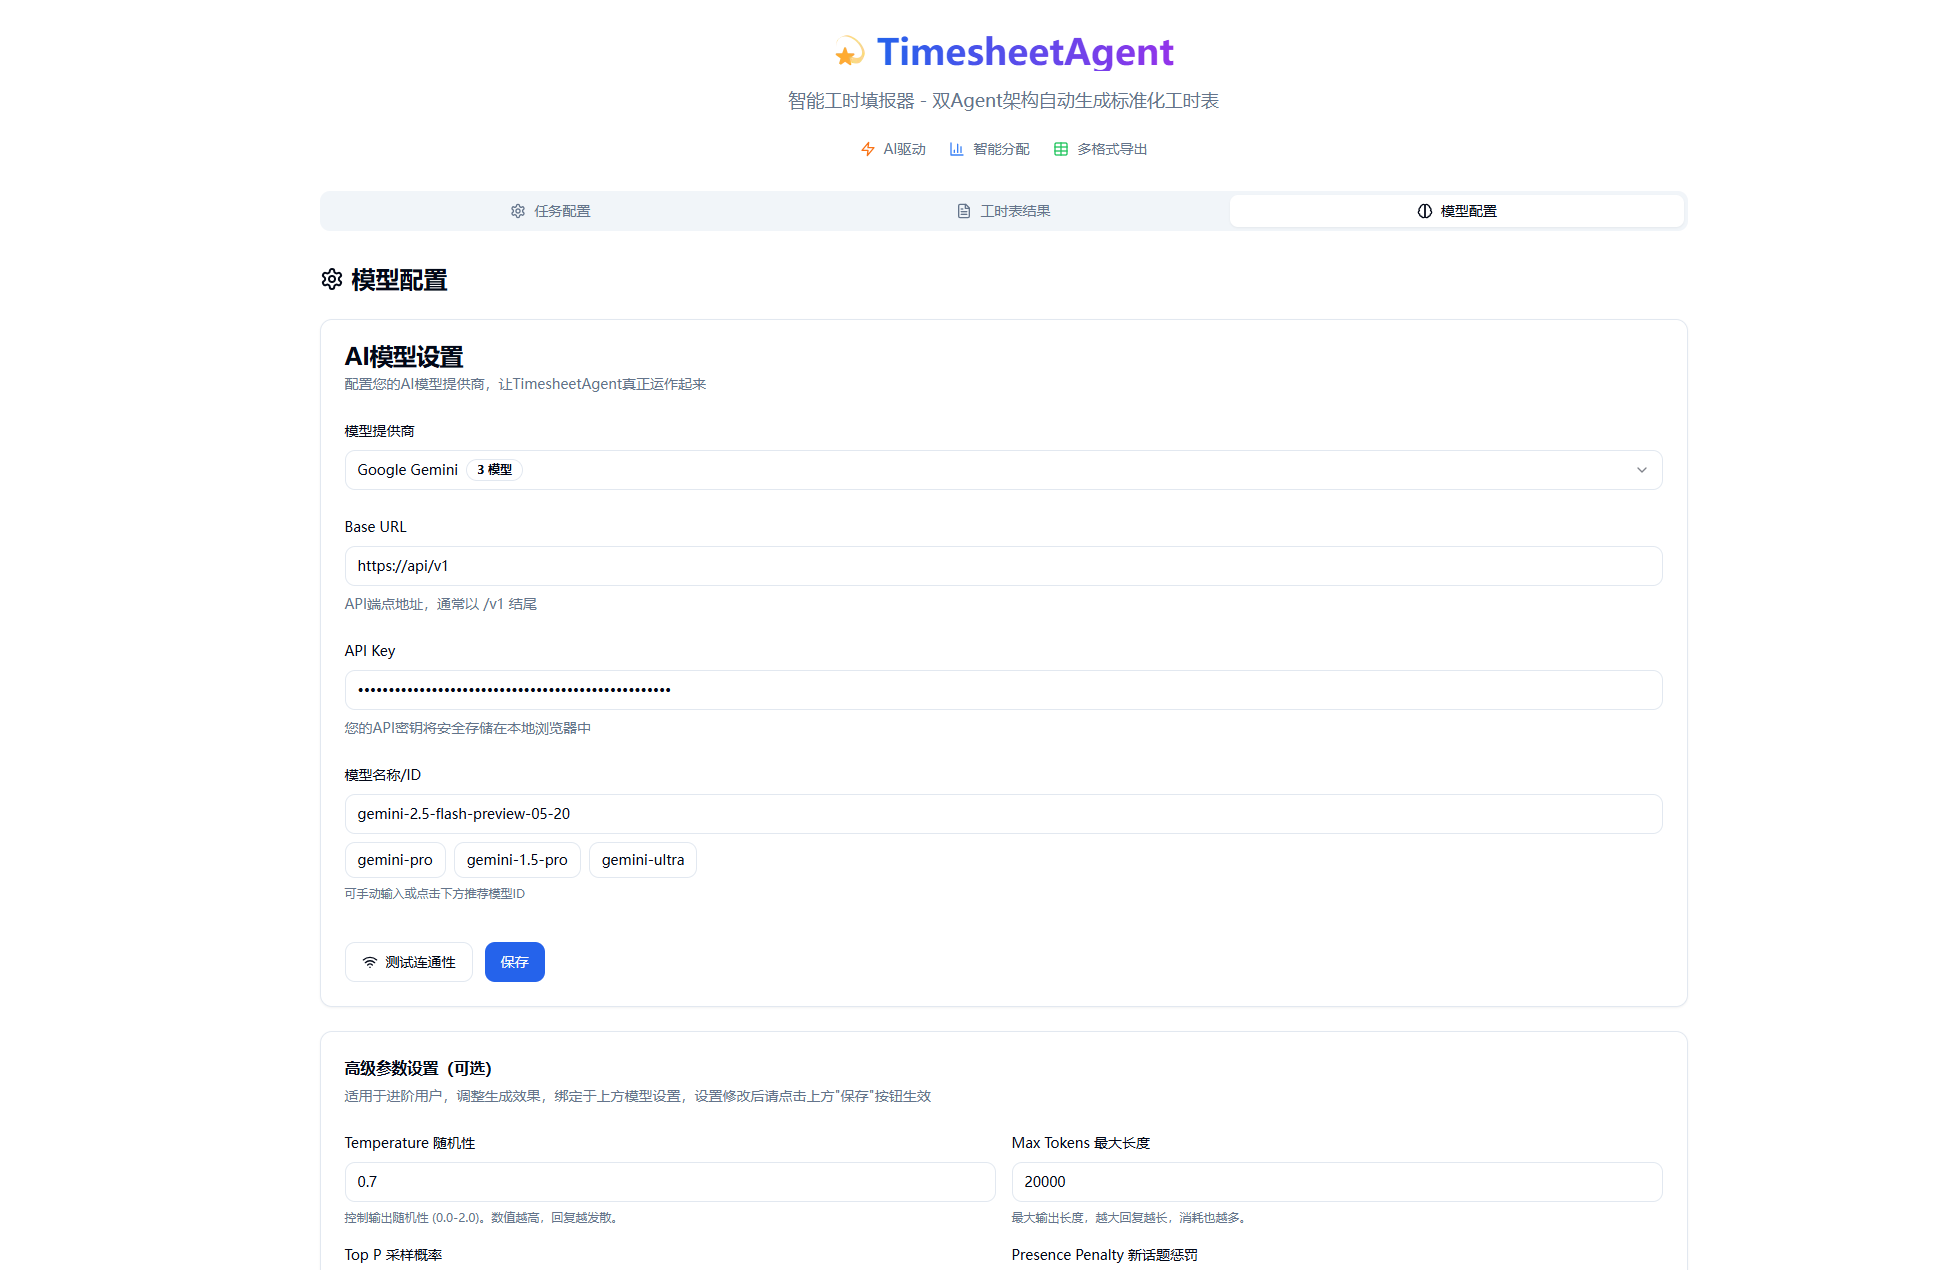 TimesheetAgent
智能工时填报器 - 双Agent架构自动生成标准化工时表
AI驱动 智能分配 多格式导出
任务配置 工时表结果 模型配置
模型配置
AI模型设置
配置您的AI模型提供商，让TimesheetAgent真正运作起来
模型提供商
Google Gemini 3 模型
Base URL
https://api/v1
API端点地址，通常以 /v1 结尾
API Key
••••••••••••••••••••••••••••••••••••••••••••••••••••
您的API密钥将安全存储在本地浏览器中
模型名称/ID
gemini-2.5-flash-preview-05-20
gemini-pro gemini-1.5-pro gemini-ultra
可手动输入或点击下方推荐模型ID
测试连通性 保存
高级参数设置（可选）
适用于进阶用户，调整生成效果，绑定于上方模型设置，设置修改后请点击上方"保存"按钮生效
Temperature 随机性 Max Tokens 最大长度
0.7 20000
控制输出随机性 (0.0-2.0)。数值越高，回复越发散。 最大输出长度，越大回复越长，消耗也越多。
Top P 采样概率 Presence Penalty 新话题惩罚